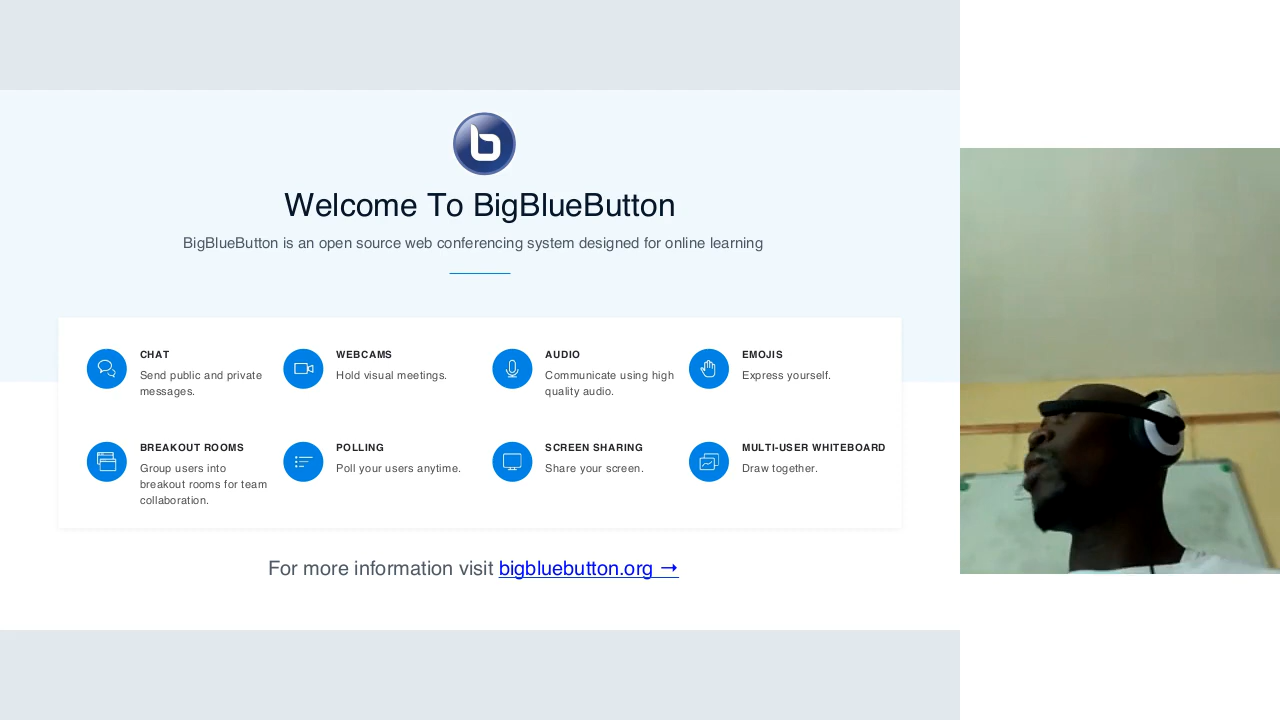 Welcome To BigBlueButton
BigBlueButton is an open source web conferencing system designed for online learning
CHAT
Send public and private
messages.
WEBCAMS
Hold visual meetings.
AUDIO
Communicate using high
quality audio.
EMOJIS
Express yourself.
BREAKOUT ROOMS
Group users into
breakout rooms for team
collaboration.
POLLING
Poll your users anytime.
SCREEN SHARING
Share your screen.
MULTI-USER WHITEBOARD
Draw together.
For more information visit bigbluebutton.org →